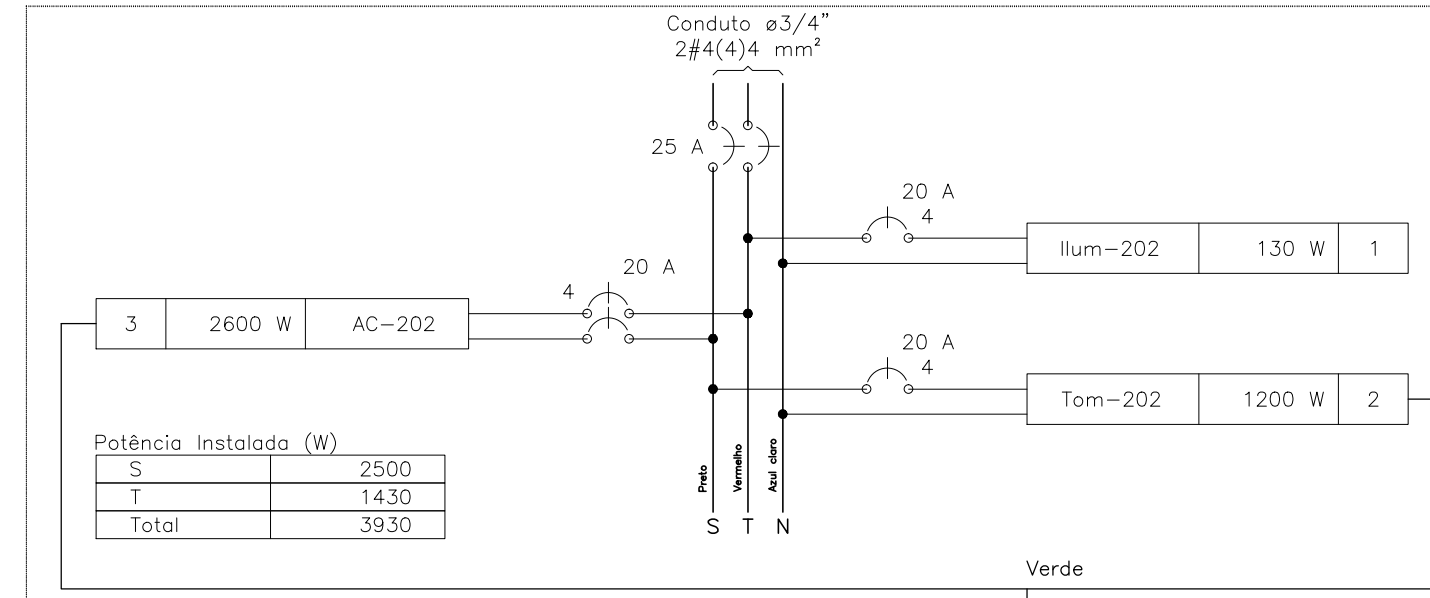 Conduto ø3/4”
2#4(4)4 mm²
25 A
20 A
4
Ilum-202 130 W 1
20 A
4
3 2600 W AC-202
20 A
4
Tom-202 1200 W 2
Potência Instalada (W)
S 2500
T 1430
Total 3930
Preto
Vermelho
Azul claro
S T N
Verde